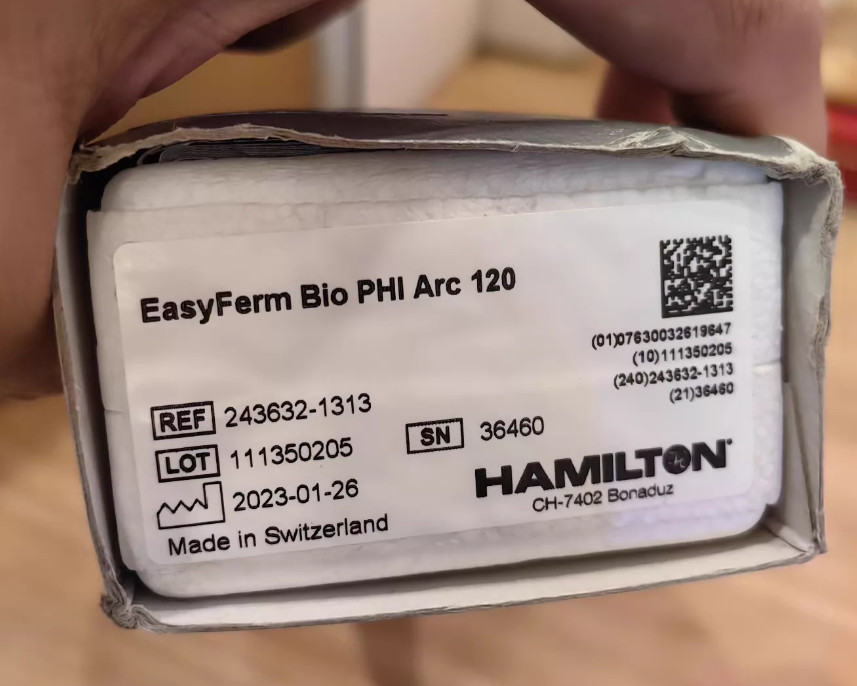 EasyFerm Bio PHI Arc 120
(01)07630032619647
(10)111350205
(240)243632-1313
(21)36460
REF 243632-1313
LOT 111350205
SN 36460
2023-01-26
Made in Switzerland
HAMILTON
CH-7402 Bonaduz